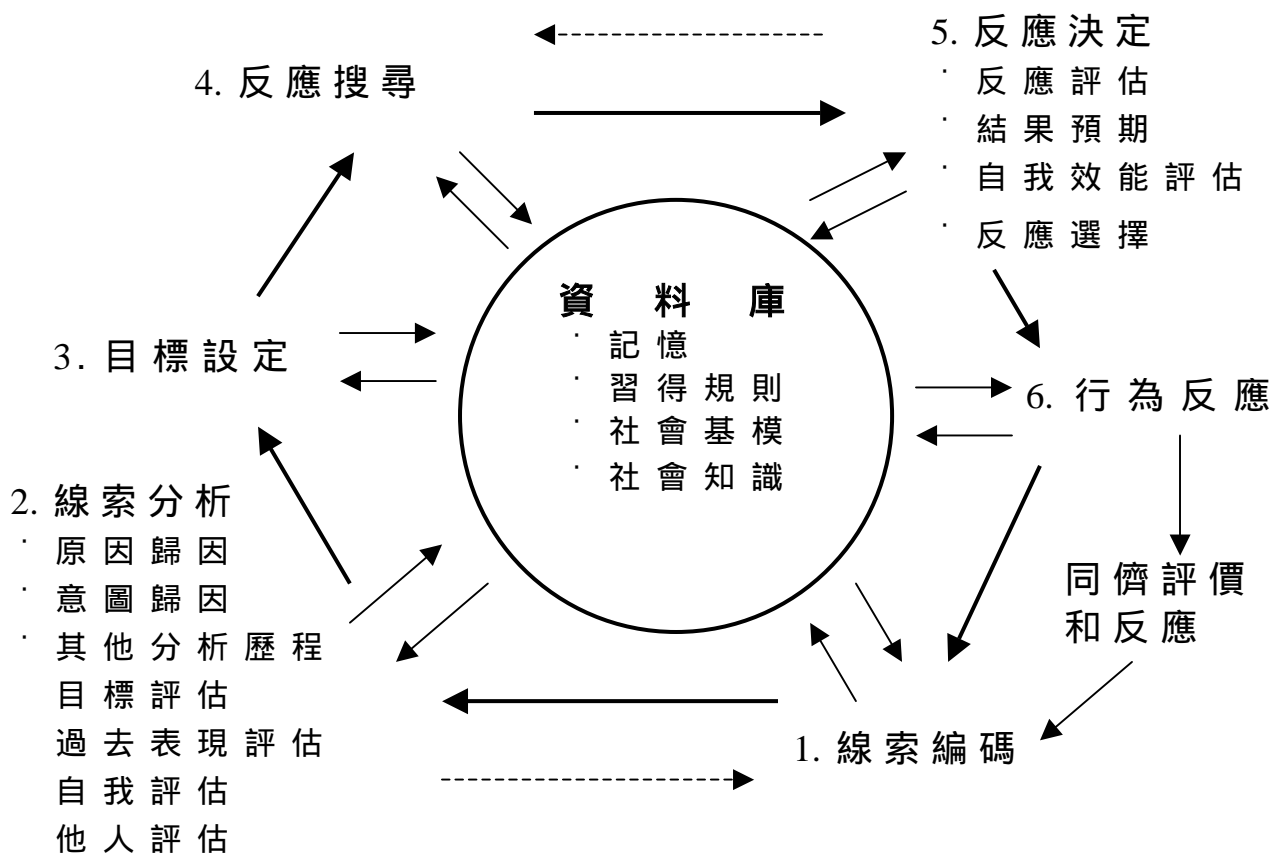 4. 反應搜尋
5. 反應決定
˙ 反應評估
˙ 結果預期
˙ 自我效能評估
˙ 反應選擇
資料庫
˙ 記憶
˙ 習得規則
˙ 社會基模
˙ 社會知識
3. 目標設定
6. 行為反應
2. 線索分析
˙ 原因歸因
˙ 意圖歸因
˙ 其他分析歷程
目標評估
過去表現評估
自我評估
他人評估
同儕評價
和反應
1. 線索編碼